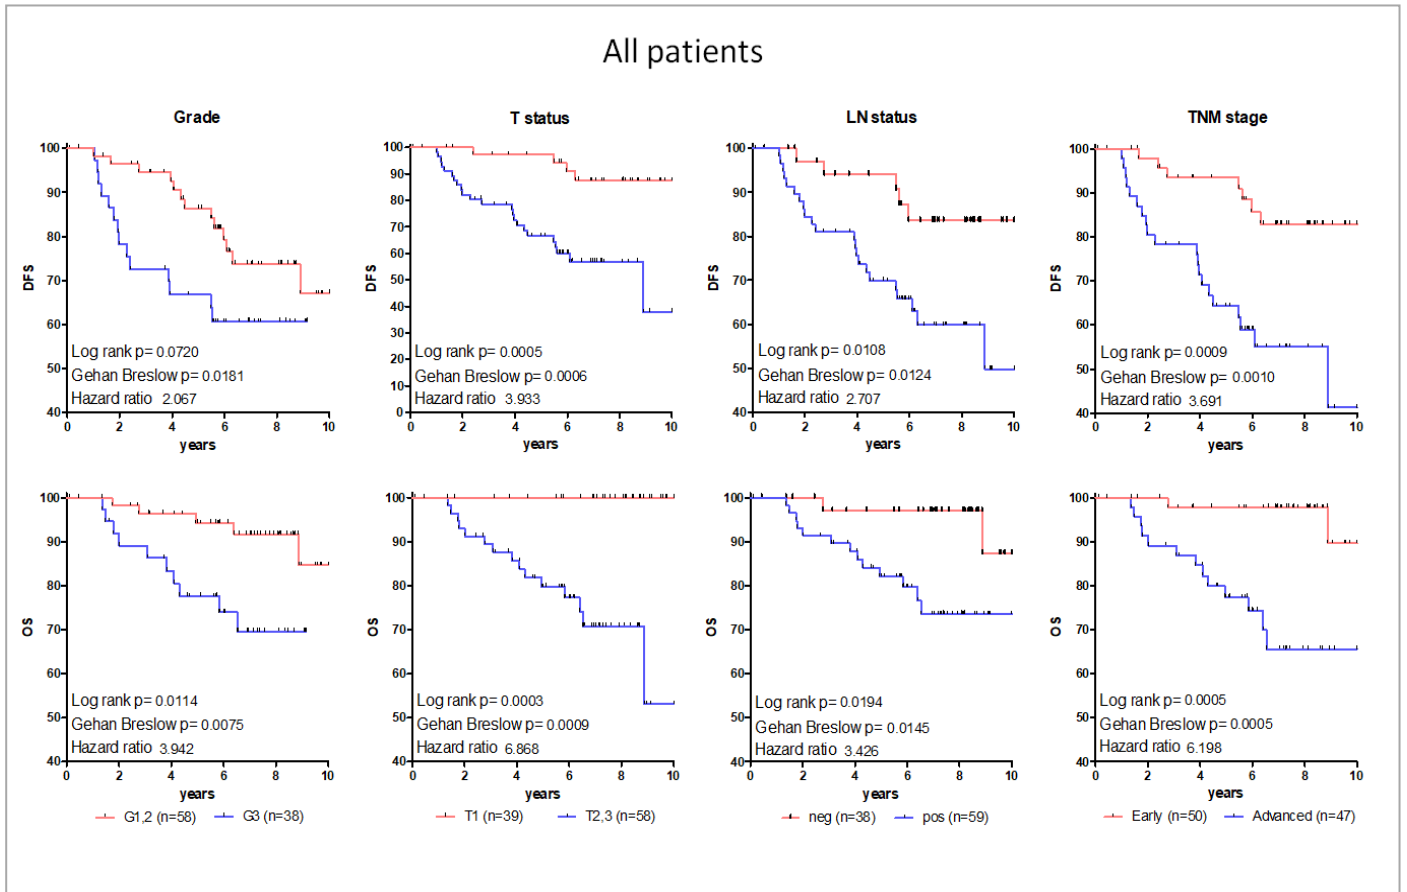 All patients
Grade
T status
LN status
TNM stage
100
90
80
70
60
50
40
DFS
Log rank p= 0.0720
Gehan Breslow p= 0.0181
Hazard ratio 2.067
0 2 4 6 8 10
years
100
90
80
70
60
50
40
30
20
10
0
DFS
Log rank p= 0.0005
Gehan Breslow p= 0.0006
Hazard ratio 3.933
0 2 4 6 8 10
years
100
90
80
70
60
50
40
DFS
Log rank p= 0.0108
Gehan Breslow p= 0.0124
Hazard ratio 2.707
0 2 4 6 8 10
years
100
90
80
70
60
50
40
DFS
Log rank p= 0.0009
Gehan Breslow p= 0.0010
Hazard ratio 3.691
0 2 4 6 8 10
years
100
90
80
70
60
50
40
OS
Log rank p= 0.0114
Gehan Breslow p= 0.0075
Hazard ratio 3.942
0 2 4 6 8 10
years
G1,2 (n=58) G3 (n=38)
100
90
80
70
60
50
40
OS
Log rank p= 0.0003
Gehan Breslow p= 0.0009
Hazard ratio 6.868
0 2 4 6 8 10
years
T1 (n=39) T2,3 (n=58)
100
90
80
70
60
50
40
OS
Log rank p= 0.0194
Gehan Breslow p= 0.0145
Hazard ratio 3.426
0 2 4 6 8 10
years
neg (n=38) pos (n=59)
100
90
80
70
60
50
40
OS
Log rank p= 0.0005
Gehan Breslow p= 0.0005
Hazard ratio 6.198
0 2 4 6 8 10
years
Early (n=50) Advanced (n=47)